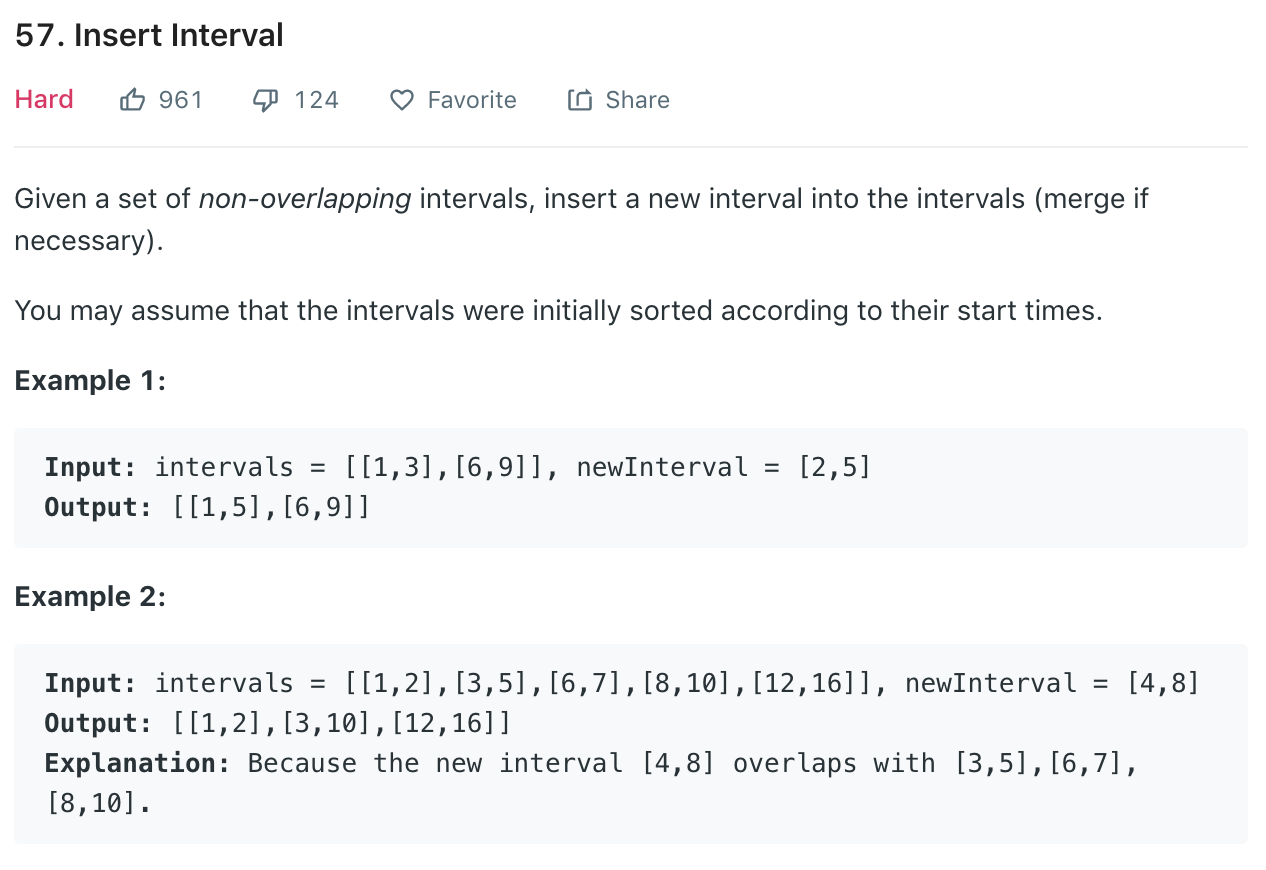 57. Insert Interval
Hard 961 124 Favorite Share
Given a set of non-overlapping intervals, insert a new interval into the intervals (merge if
necessary).
You may assume that the intervals were initially sorted according to their start times.
Example 1:
Input: intervals = [[1,3],[6,9]], newInterval = [2,5]
Output: [[1,5],[6,9]]
Example 2:
Input: intervals = [[1,2],[3,5],[6,7],[8,10],[12,16]], newInterval = [4,8]
Output: [[1,2],[3,10],[12,16]]
Explanation: Because the new interval [4,8] overlaps with [3,5],[6,7],
[8,10].